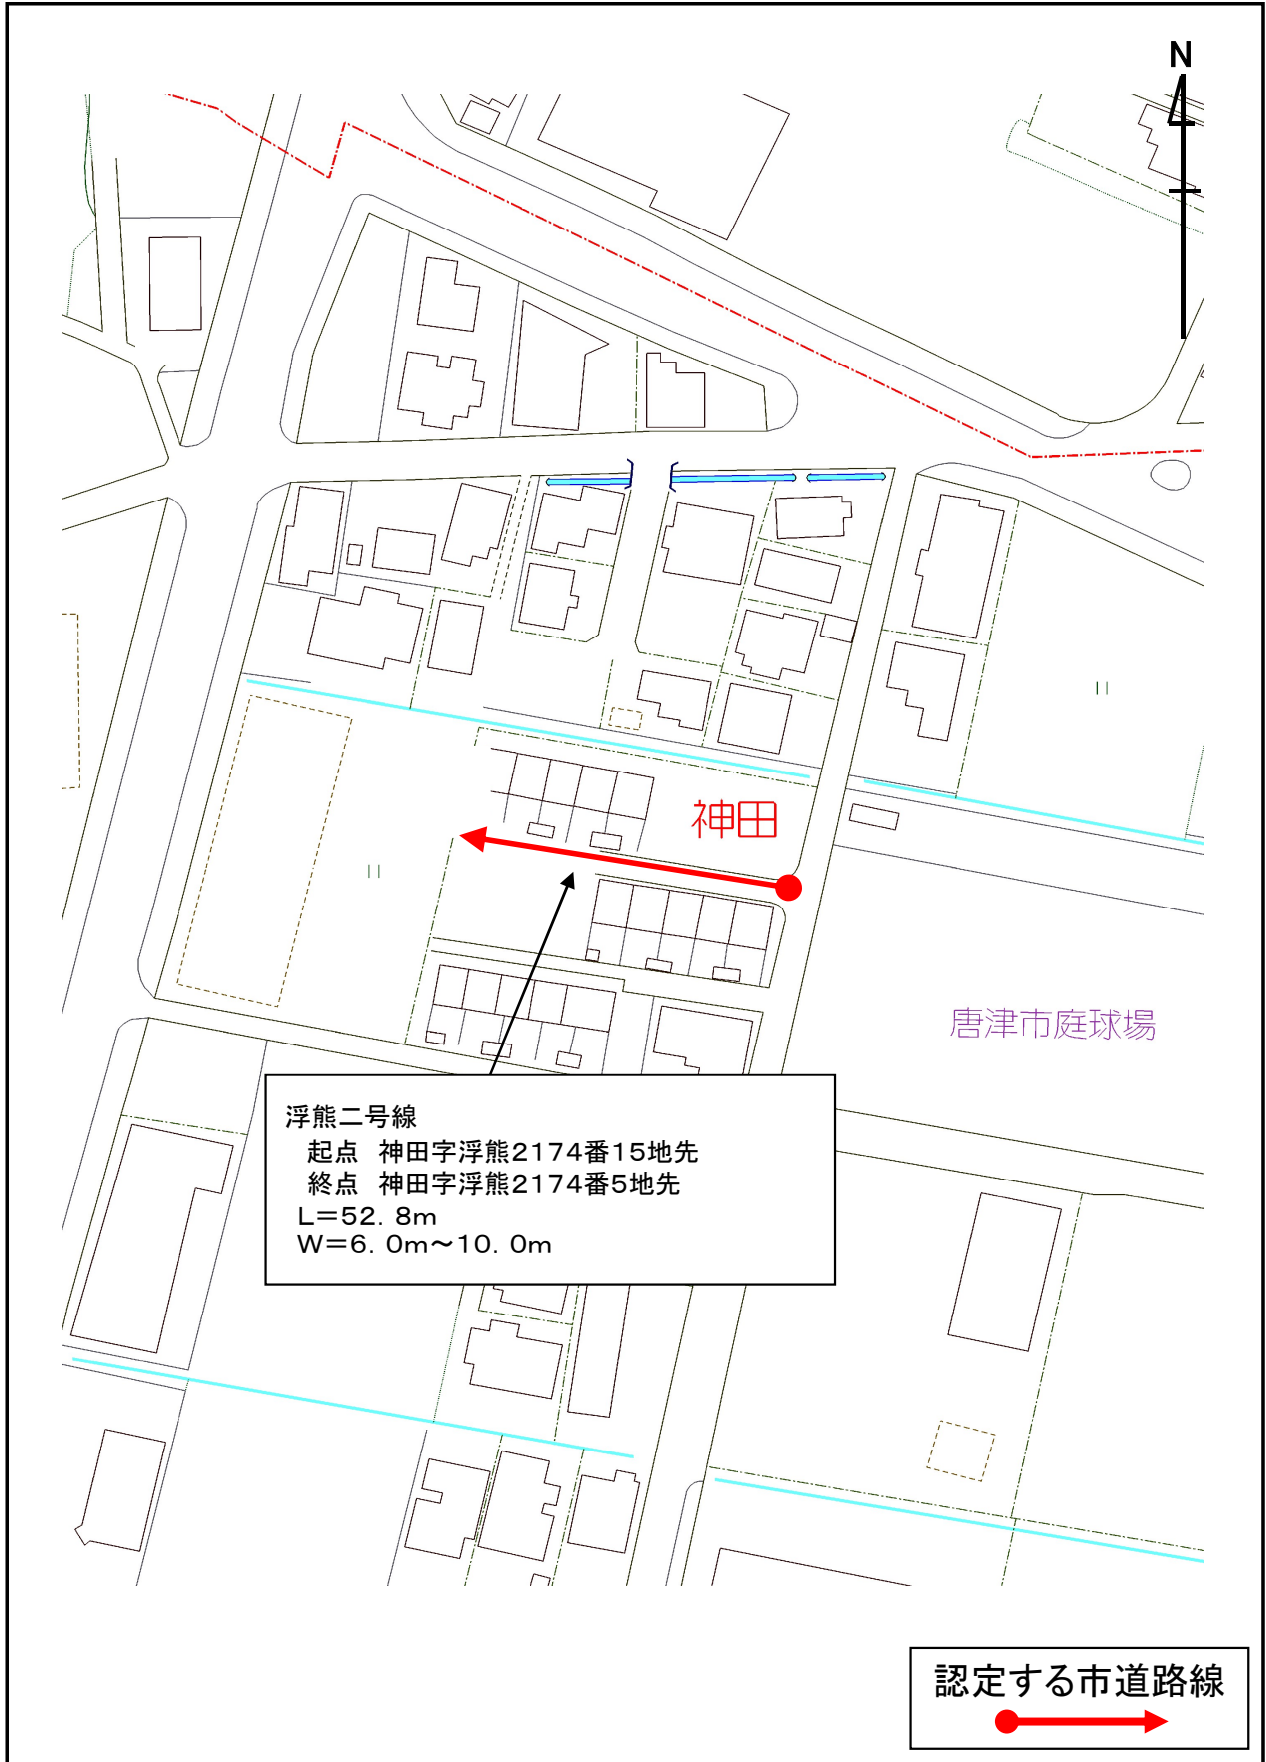 N
神田
唐津市庭球場
浮熊二号線
起点 神田字浮熊2174番15地先
終点 神田字浮熊2174番5地先
L=52.8m
W=6.0m～10.0m
認定する市道路線